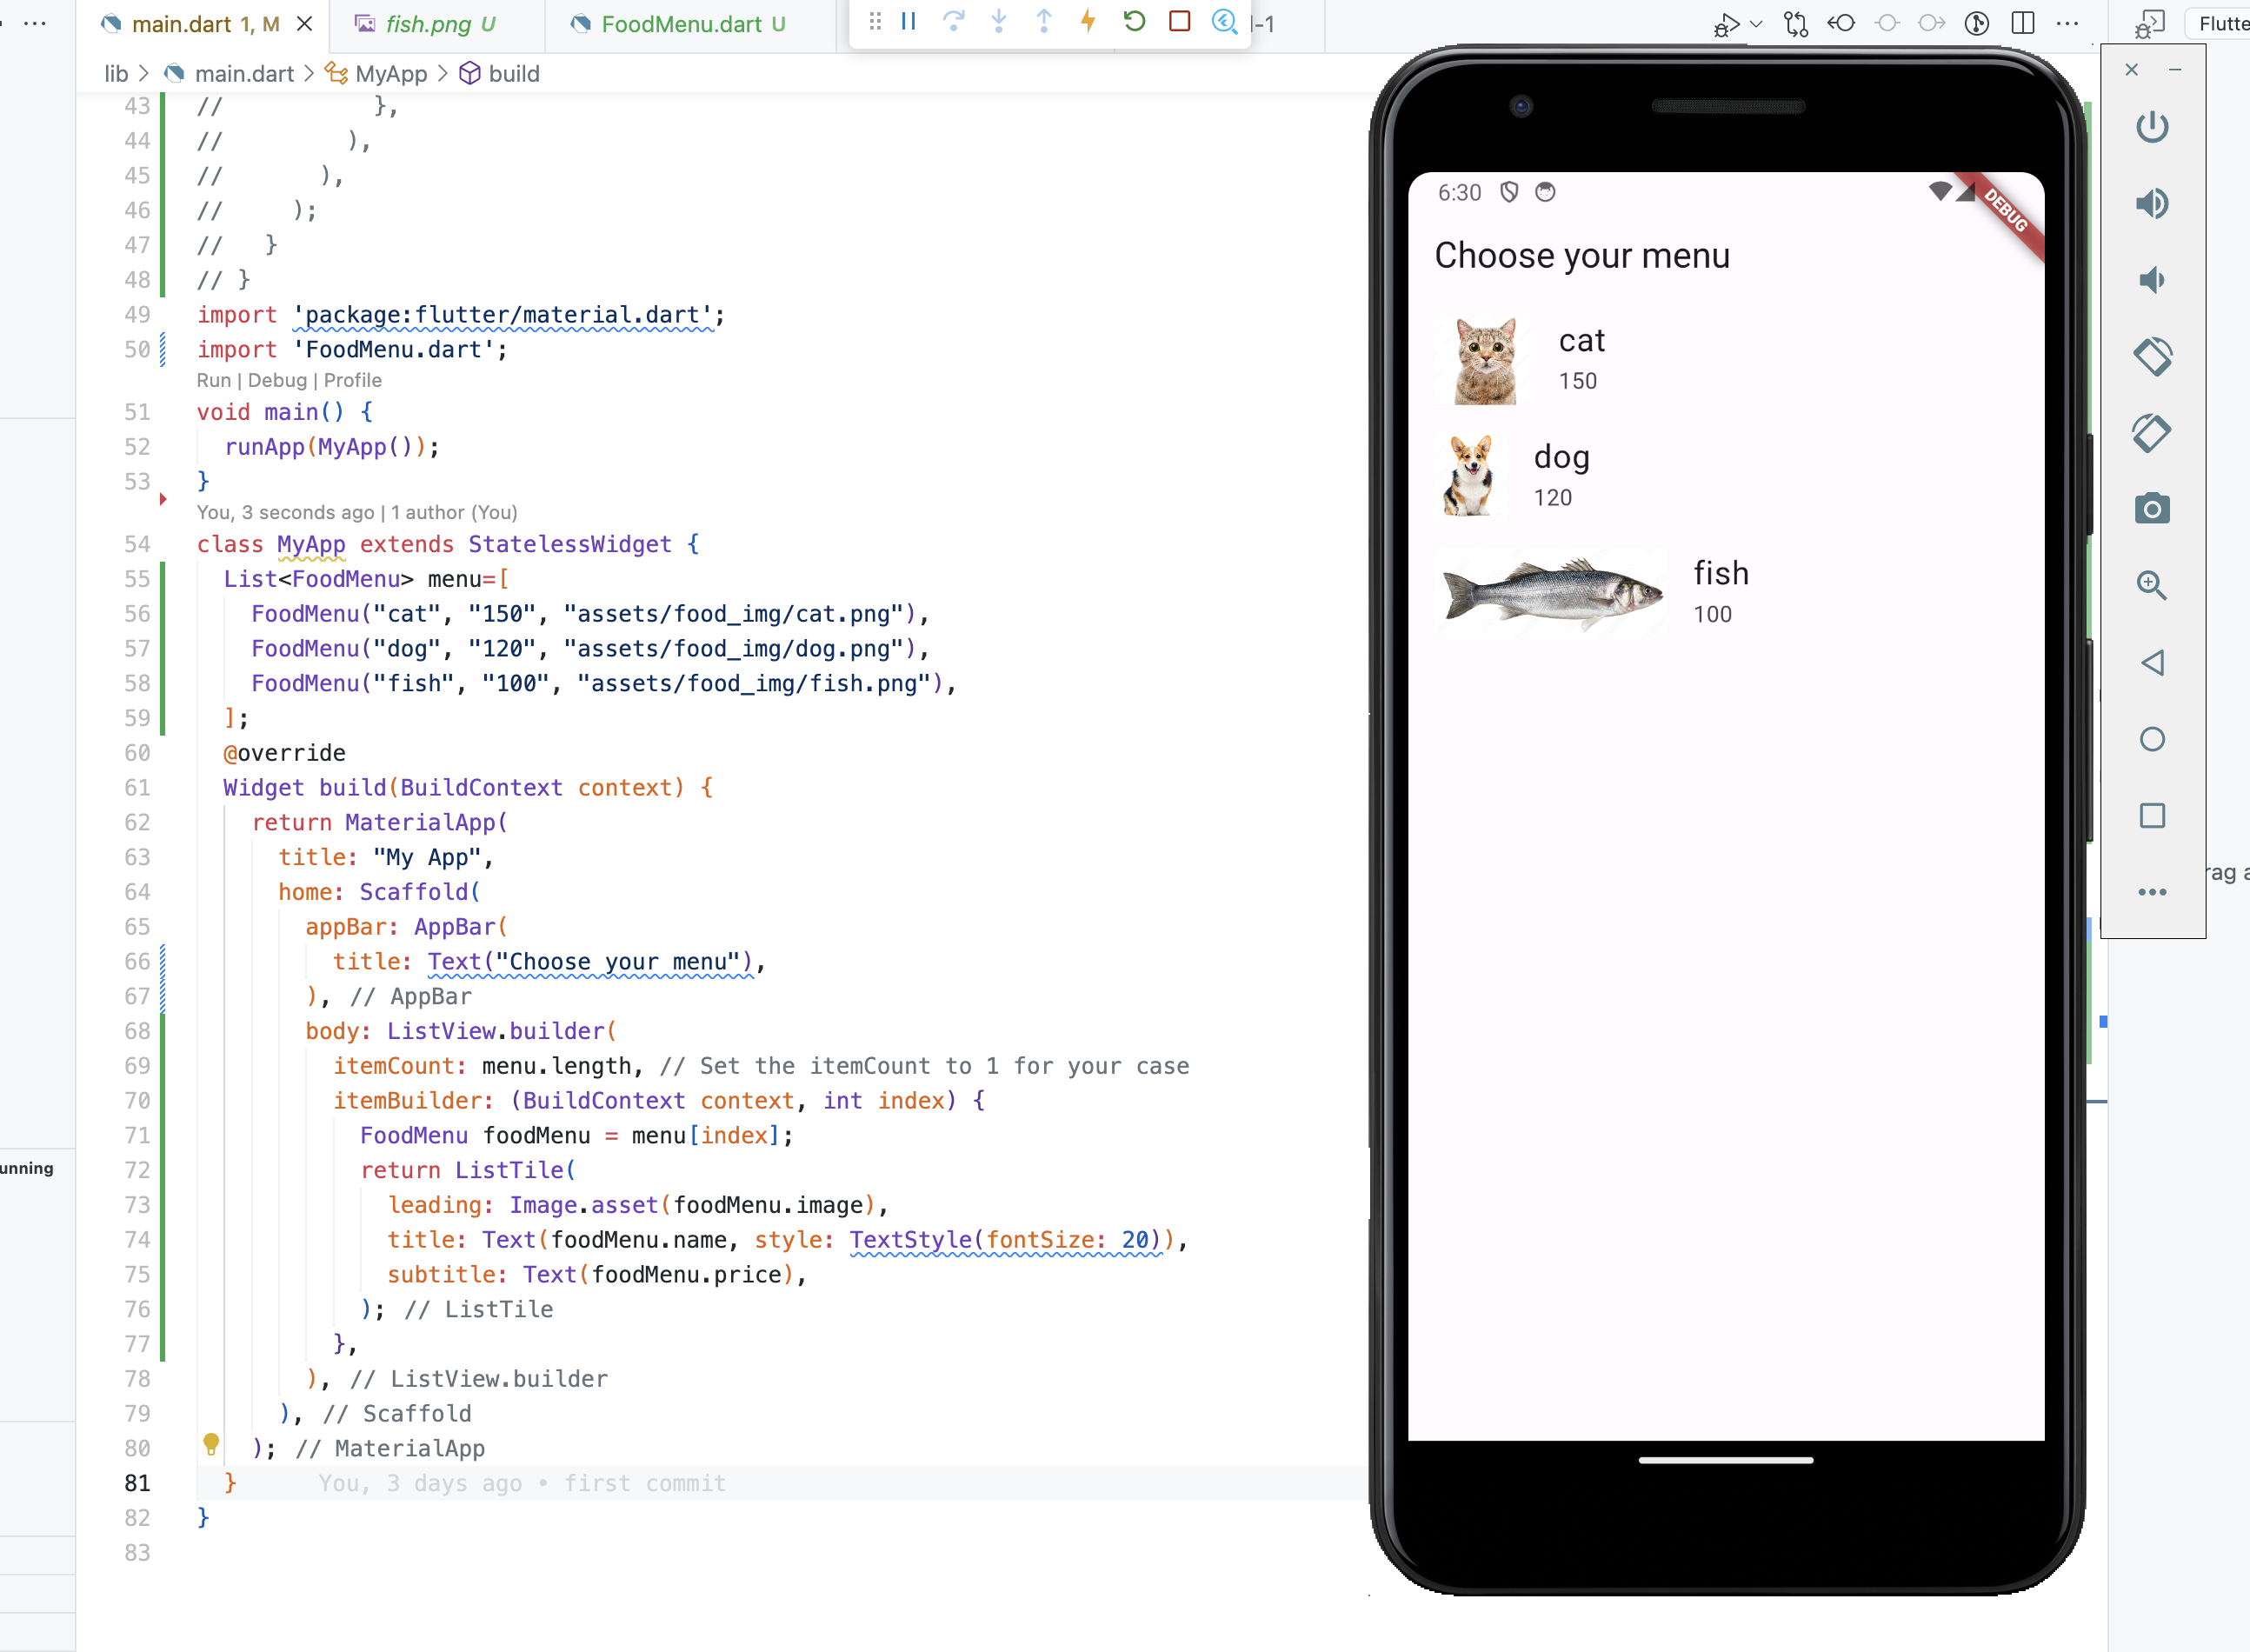 main.dart 1, M
fish.png U
FoodMenu.dart U
-1
Flutte
lib > main.dart > MyApp > build
43 // },
44 // ),
45 // ),
46 // );
47 // }
48 // }
49 import 'package:flutter/material.dart';
50 import 'FoodMenu.dart';
Run | Debug | Profile
51 void main() {
52 runApp(MyApp());
53 }
You, 3 seconds ago | 1 author (You)
54 class MyApp extends StatelessWidget {
55 List<FoodMenu> menu=[
56 FoodMenu("cat", "150", "assets/food_img/cat.png"),
57 FoodMenu("dog", "120", "assets/food_img/dog.png"),
58 FoodMenu("fish", "100", "assets/food_img/fish.png"),
59 ];
60 @override
61 Widget build(BuildContext context) {
62 return MaterialApp(
63 title: "My App",
64 home: Scaffold(
65 appBar: AppBar(
66 title: Text("Choose your menu"),
67 ), // AppBar
68 body: ListView.builder(
69 itemCount: menu.length, // Set the itemCount to 1 for your case
70 itemBuilder: (BuildContext context, int index) {
71 FoodMenu foodMenu = menu[index];
72 return ListTile(
73 leading: Image.asset(foodMenu.image),
74 title: Text(foodMenu.name, style: TextStyle(fontSize: 20)),
75 subtitle: Text(foodMenu.price),
76 ); // ListTile
77 },
78 ), // ListView.builder
79 ), // Scaffold
80 ); // MaterialApp
81 } You, 3 days ago • first commit
82 }
83
unning
6:30
DEBUG
Choose your menu
cat
150
dog
120
fish
100
rag a